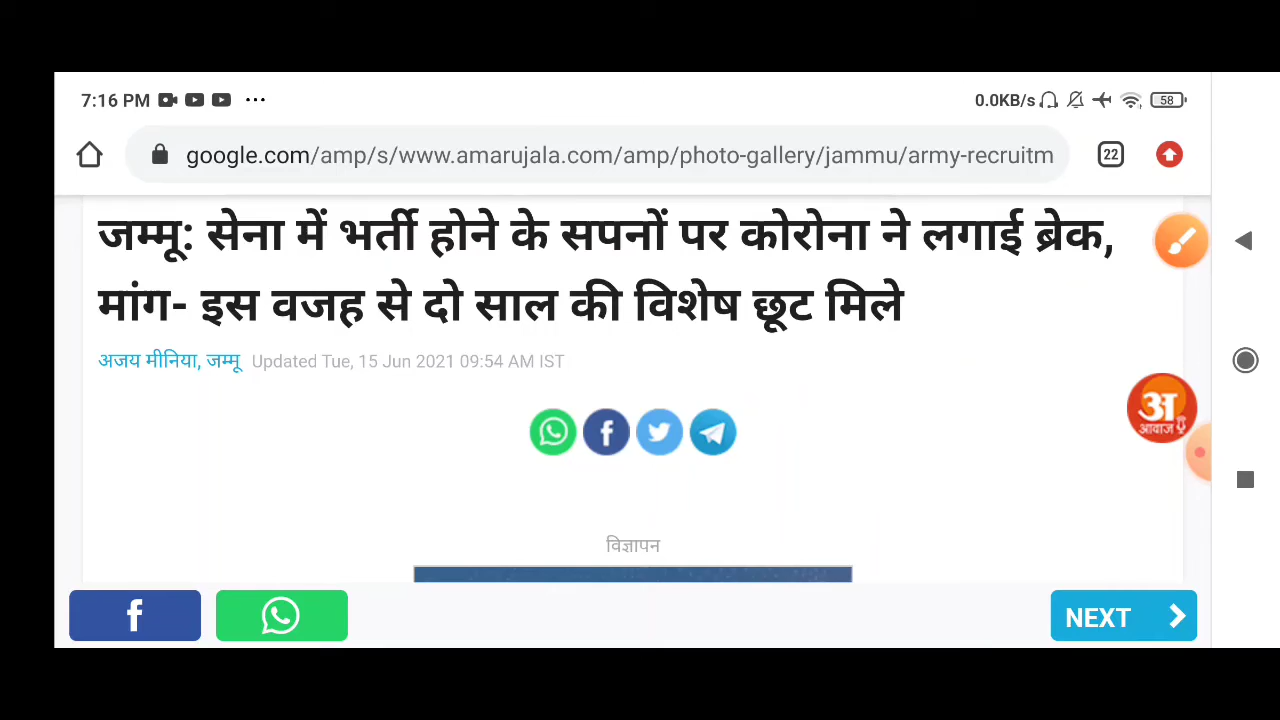 7:16 PM ... 0.0KB/s 58
google.com/amp/s/www.amarujala.com/amp/photo-gallery/jammu/army-recruitm 22
जम्मू: सेना में भर्ती होने के सपनों पर कोरोना ने लगाई ब्रेक,
मांग- इस वजह से दो साल की विशेष छूट मिले
अजय मीनिया, जम्मू Updated Tue, 15 Jun 2021 09:54 AM IST
अ
आवाज़
विज्ञापन
NEXT